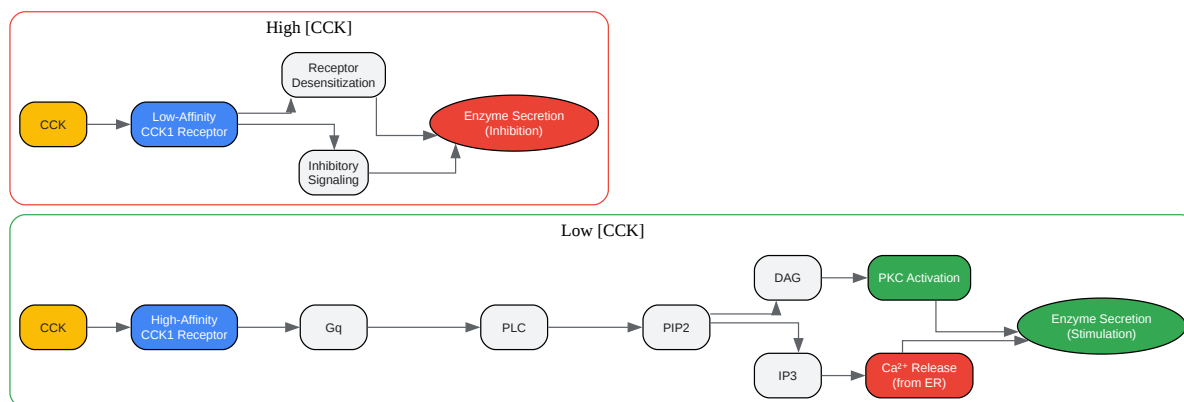 High [CCK]
Receptor
Desensitization
CCK
Low-Affinity
CCK1 Receptor
Enzyme Secretion
(Inhibition)
Inhibitory
Signaling
Low [CCK]
DAG
PKC Activation
CCK
High-Affinity
CCK1 Receptor
Gq
PLC
PIP2
Enzyme Secretion
(Stimulation)
IP3
Ca²⁺ Release
(from ER)